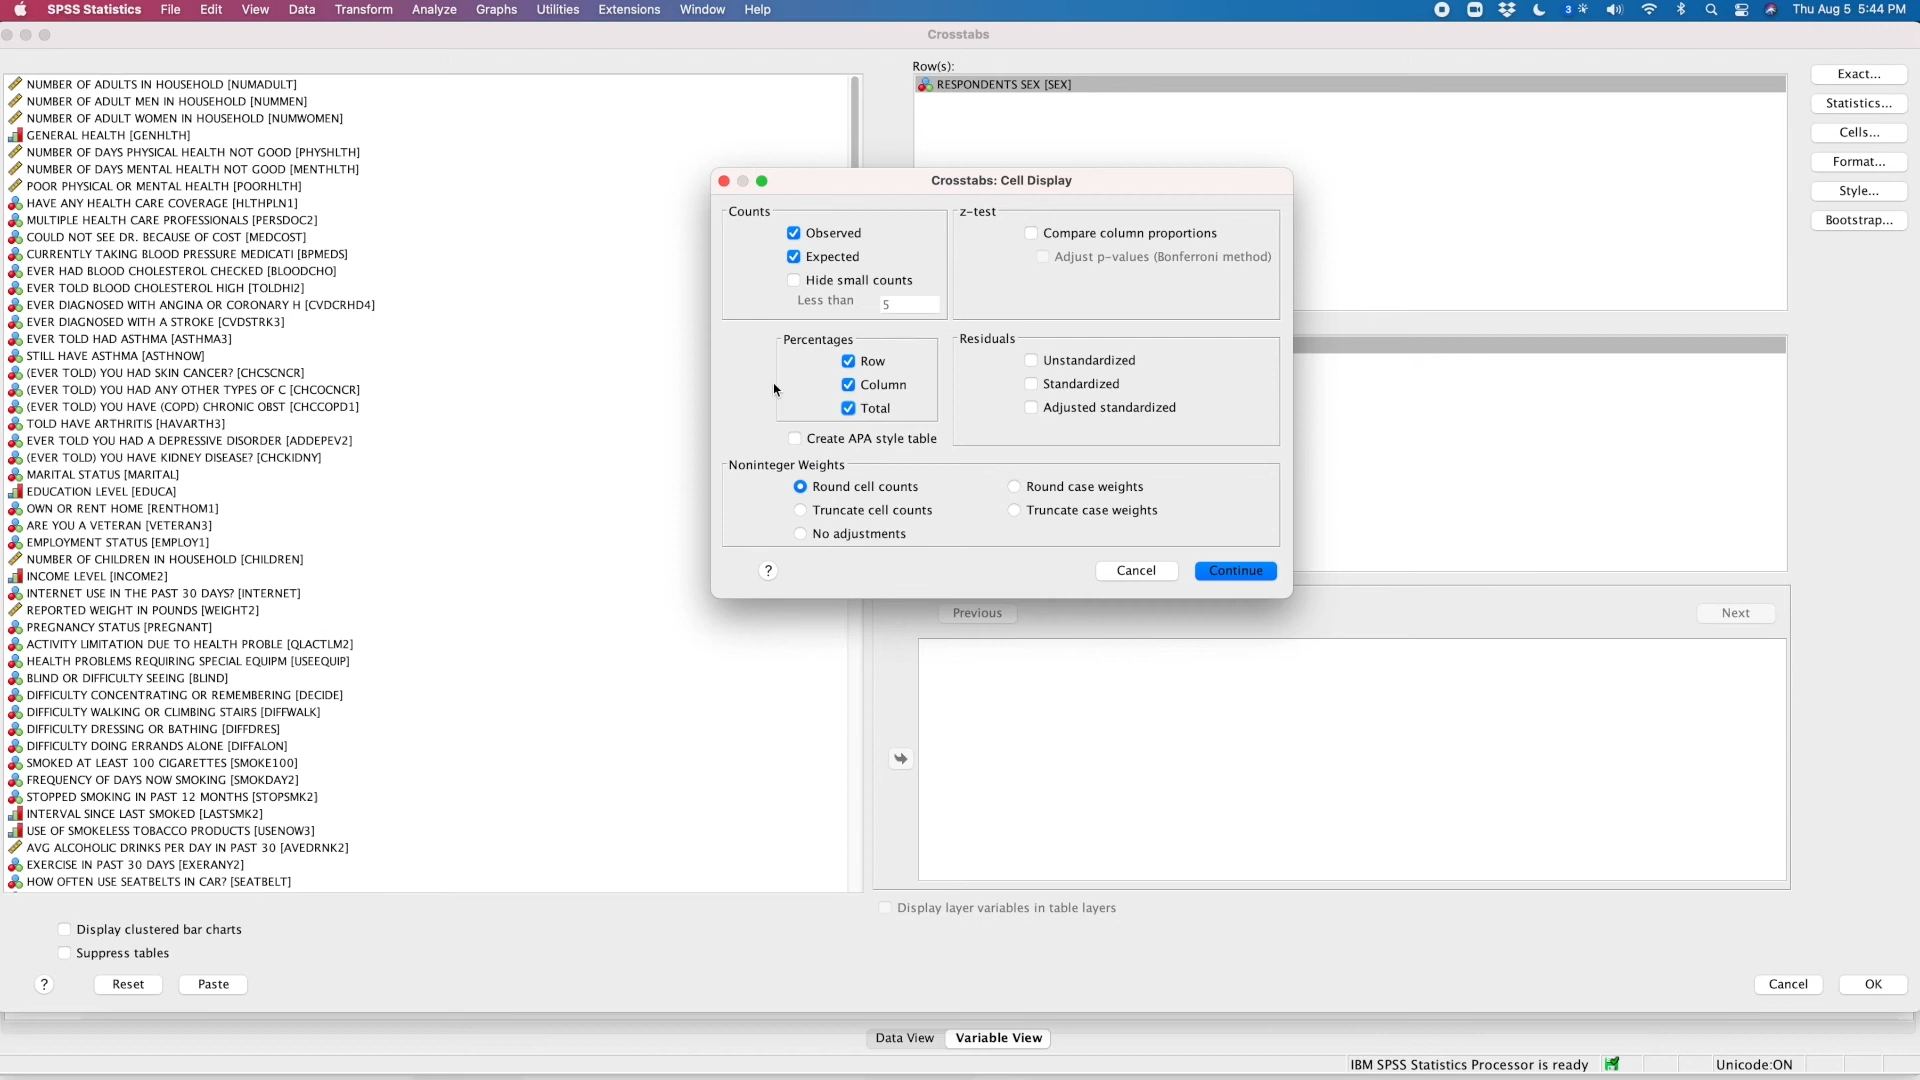 SPSS Statistics File Edit View Data Transform Analyze Graphs Utilities Extensions Window Help 3 Thu Aug 5 5:44 PM
Crosstabs
NUMBER OF ADULTS IN HOUSEHOLD [NUMADULT]
NUMBER OF ADULT MEN IN HOUSEHOLD [NUMMEN]
NUMBER OF ADULT WOMEN IN HOUSEHOLD [NUMWOMEN]
GENERAL HEALTH [GENHLTH]
NUMBER OF DAYS PHYSICAL HEALTH NOT GOOD [PHYSHLTH]
NUMBER OF DAYS MENTAL HEALTH NOT GOOD [MENTHLTH]
POOR PHYSICAL OR MENTAL HEALTH [POORHLTH]
HAVE ANY HEALTH CARE COVERAGE [HLTHPLN1]
MULTIPLE HEALTH CARE PROFESSIONALS [PERSDOC2]
COULD NOT SEE DR. BECAUSE OF COST [MEDCOST]
CURRENTLY TAKING BLOOD PRESSURE MEDICATI [BPMEDS]
EVER HAD BLOOD CHOLESTEROL CHECKED [BLOODCHO]
EVER TOLD BLOOD CHOLESTEROL HIGH [TOLDHI2]
EVER DIAGNOSED WITH ANGINA OR CORONARY H [CVDCRHD4]
EVER DIAGNOSED WITH A STROKE [CVDSTRK3]
EVER TOLD HAD ASTHMA [ASTHMA3]
STILL HAVE ASTHMA [ASTHNOW]
(EVER TOLD) YOU HAD SKIN CANCER? [CHCSCNCR]
(EVER TOLD) YOU HAD ANY OTHER TYPES OF C [CHCOCNCR]
(EVER TOLD) YOU HAVE (COPD) CHRONIC OBST [CHCCOPD1]
TOLD HAVE ARTHRITIS [HAVARTH3]
EVER TOLD YOU HAD A DEPRESSIVE DISORDER [ADDEPEV2]
(EVER TOLD) YOU HAVE KIDNEY DISEASE? [CHCKIDNY]
MARITAL STATUS [MARITAL]
EDUCATION LEVEL [EDUCA]
OWN OR RENT HOME [RENTHOM1]
ARE YOU A VETERAN [VETERAN3]
EMPLOYMENT STATUS [EMPLOY1]
NUMBER OF CHILDREN IN HOUSEHOLD [CHILDREN]
INCOME LEVEL [INCOME2]
INTERNET USE IN THE PAST 30 DAYS? [INTERNET]
REPORTED WEIGHT IN POUNDS [WEIGHT2]
PREGNANCY STATUS [PREGNANT]
ACTIVITY LIMITATION DUE TO HEALTH PROBLE [QLACTLM2]
HEALTH PROBLEMS REQUIRING SPECIAL EQUIPM [USEEQUIP]
BLIND OR DIFFICULTY SEEING [BLIND]
DIFFICULTY CONCENTRATING OR REMEMBERING [DECIDE]
DIFFICULTY WALKING OR CLIMBING STAIRS [DIFFWALK]
DIFFICULTY DRESSING OR BATHING [DIFFDRES]
DIFFICULTY DOING ERRANDS ALONE [DIFFALON]
SMOKED AT LEAST 100 CIGARETTES [SMOKE100]
FREQUENCY OF DAYS NOW SMOKING [SMOKDAY2]
STOPPED SMOKING IN PAST 12 MONTHS [STOPSMK2]
INTERVAL SINCE LAST SMOKED [LASTSMK2]
USE OF SMOKELESS TOBACCO PRODUCTS [USENOW3]
AVG ALCOHOLIC DRINKS PER DAY IN PAST 30 [AVEDRNK2]
EXERCISE IN PAST 30 DAYS [EXERANY2]
HOW OFTEN USE SEATBELTS IN CAR? [SEATBELT]
Row(s):
RESPONDENTS SEX [SEX]
Exact...
Statistics...
Cells...
Format...
Style...
Bootstrap...
Crosstabs: Cell Display
Counts
Observed
Expected
Hide small counts
Less than 5
z-test
Compare column proportions
Adjust p-values (Bonferroni method)
Percentages
Row
Column
Total
Create APA style table
Residuals
Unstandardized
Standardized
Adjusted standardized
Noninteger Weights
Round cell counts Round case weights
Truncate cell counts Truncate case weights
No adjustments
? Cancel Continue
Previous Next
Display layer variables in table layers
Display clustered bar charts
Suppress tables
? Reset Paste Cancel OK
Data View Variable View
IBM SPSS Statistics Processor is ready Unicode:ON